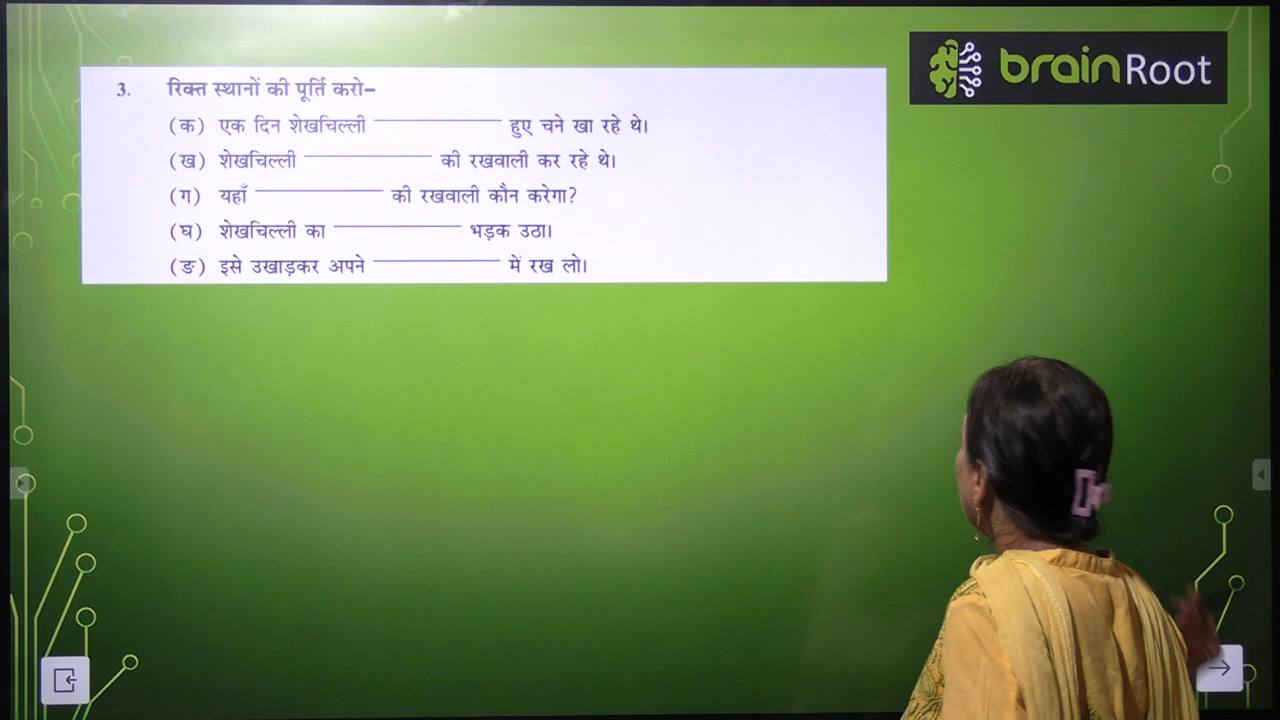 brainRoot
3. रिक्त स्थानों की पूर्ति करो–
(क) एक दिन शेखचिल्ली ____________ हुए चने खा रहे थे।
(ख) शेखचिल्ली ____________ की रखवाली कर रहे थे।
(ग) यहाँ ____________ की रखवाली कौन करेगा?
(घ) शेखचिल्ली का ____________ भड़क उठा।
(ङ) इसे उखाड़कर अपने ____________ में रख लो।